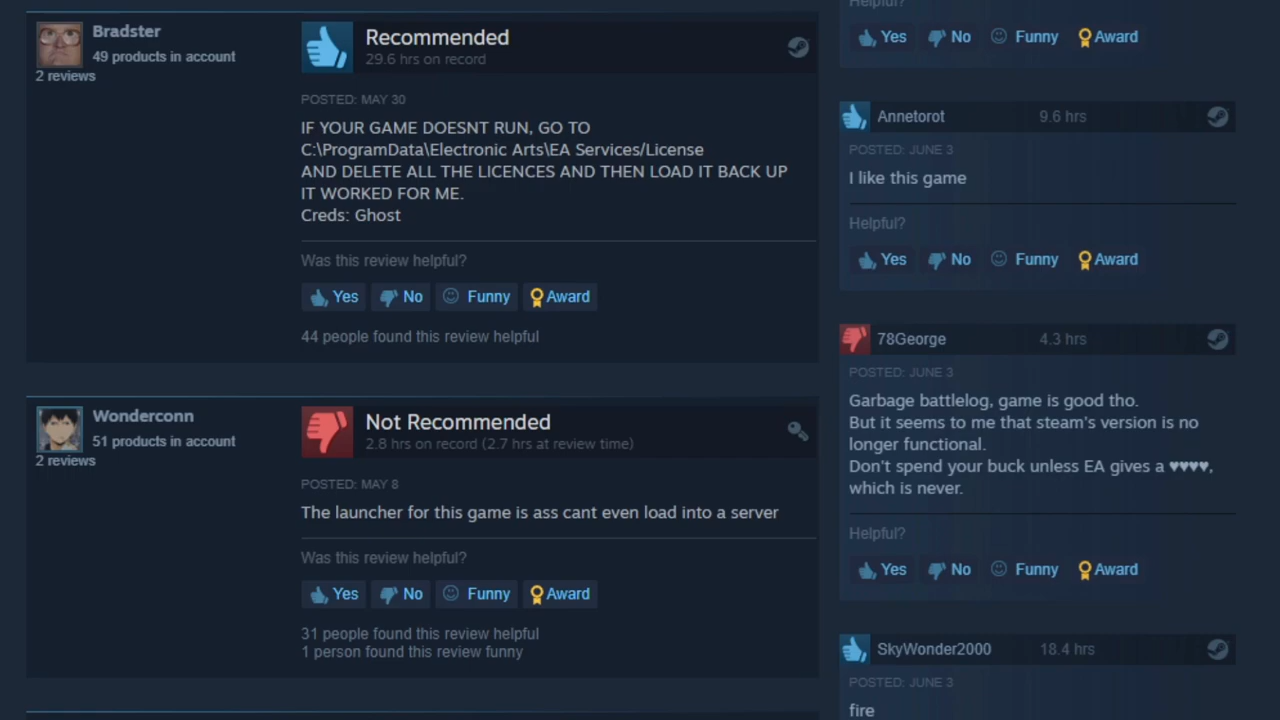 Bradster
49 products in account
2 reviews
Recommended
29.6 hrs on record
POSTED: MAY 30
IF YOUR GAME DOESNT RUN, GO TO
C:\ProgramData\Electronic Arts\EA Services/License
AND DELETE ALL THE LICENCES AND THEN LOAD IT BACK UP
IT WORKED FOR ME.
Creds: Ghost
Was this review helpful?
Yes No Funny Award
44 people found this review helpful
Wonderconn
51 products in account
2 reviews
Not Recommended
2.8 hrs on record (2.7 hrs at review time)
POSTED: MAY 8
The launcher for this game is ass cant even load into a server
Was this review helpful?
Yes No Funny Award
31 people found this review helpful
1 person found this review funny
Helpful?
Yes No Funny Award
Annetorot 9.6 hrs
POSTED: JUNE 3
I like this game
Helpful?
Yes No Funny Award
78George 4.3 hrs
POSTED: JUNE 3
Garbage battlelog, game is good tho.
But it seems to me that steam's version is no
longer functional.
Don't spend your buck unless EA gives a ♥♥♥♥,
which is never.
Helpful?
Yes No Funny Award
SkyWonder2000 18.4 hrs
POSTED: JUNE 3
fire